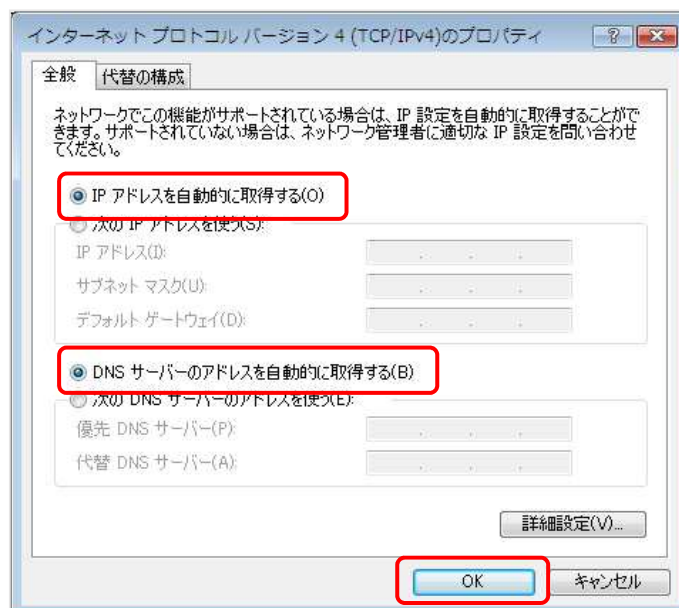 インターネット プロトコル バージョン 4 (TCP/IPv4)のプロパティ
全般
代替の構成
ネットワークでこの機能がサポートされている場合は、IP 設定を自動的に取得することがで
きます。サポートされていない場合は、ネットワーク管理者に適切な IP 設定を問い合わせ
てください。
IP アドレスを自動的に取得する(O)
次の IP アドレスを使う(S):
IP アドレス(I):
サブネット マスク(U):
デフォルト ゲートウェイ(D):
DNS サーバーのアドレスを自動的に取得する(B)
次の DNS サーバーのアドレスを使う(E):
優先 DNS サーバー(P):
代替 DNS サーバー(A):
詳細設定(V)...
OK
キャンセル